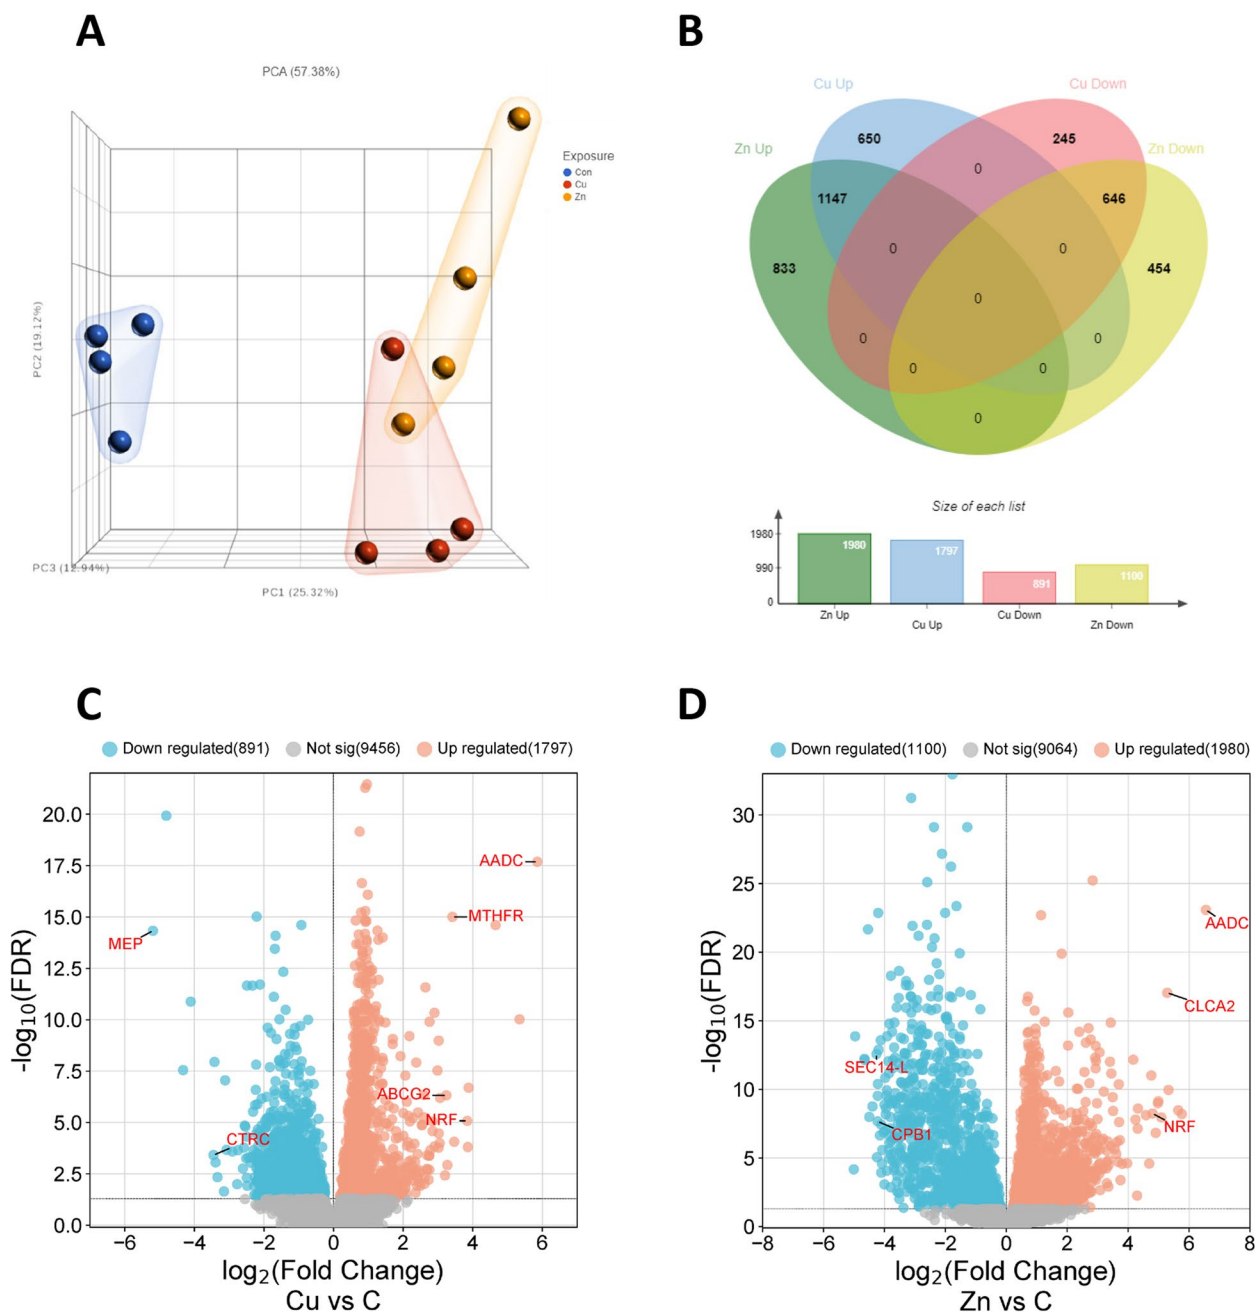 A
PCA (57.38%)
Exposure
Con
Cu
Zn
PC2 (19.12%)
PC3 (12.94%)
PC1 (25.32%)
B
Cu Up
Cu Down
Zn Up
Zn Down
650
245
0
1147
646
0
0
833
454
0
0
0
0
0
0
Size of each list
1980
990
0
1980
1797
891
1100
Zn Up
Cu Up
Cu Down
Zn Down
C
Down regulated(891)
Not sig(9456)
Up regulated(1797)
-log10(FDR)
20.0
17.5
15.0
12.5
10.0
7.5
5.0
2.5
0.0
AADC
MTHFR
MEP
ABCG2
NRF
CTRC
−6
−4
−2
0
2
4
6
log2(Fold Change)
Cu vs C
D
Down regulated(1100)
Not sig(9064)
Up regulated(1980)
-log10(FDR)
30
25
20
15
10
5
0
AADC
CLCA2
SEC14-L
CPB1
NRF
−8
−6
−4
−2
0
2
4
6
8
log2(Fold Change)
Zn vs C